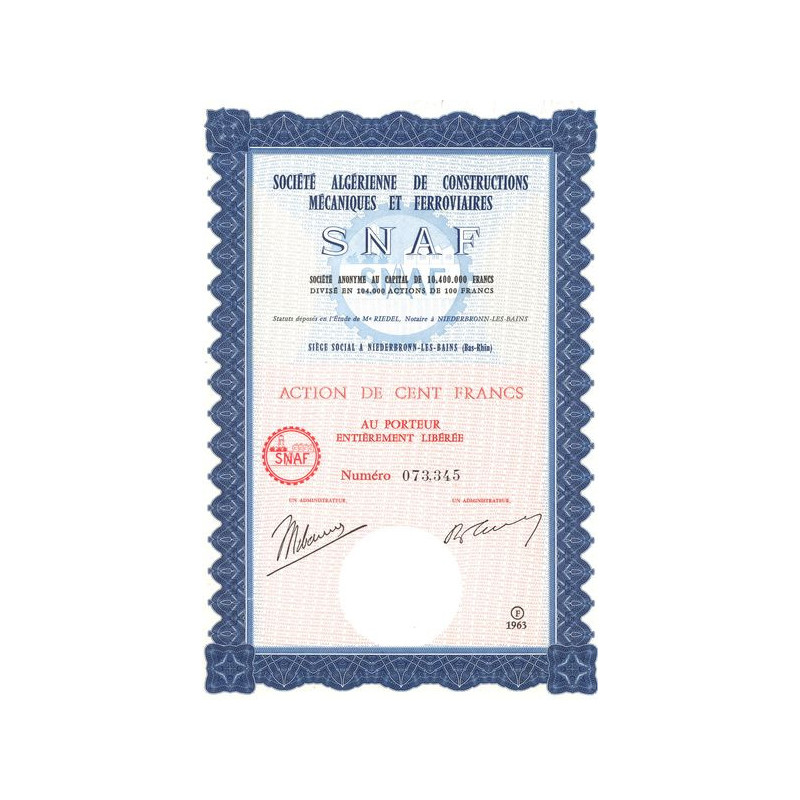 SOCIÉTÉ ALGÉRIENNE DE CONSTRUCTIONS
MÉCANIQUES ET FERROVIAIRES
SNAF
SNAF
SOCIÉTÉ ANONYME AU CAPITAL DE 10.400.000 FRANCS
DIVISÉ EN 104.000 ACTIONS DE 100 FRANCS
Statuts déposés en l'Étude de Me RIEDEL, Notaire à NIEDERBRONN-LES-BAINS
SIÈGE SOCIAL A NIEDERBRONN-LES-BAINS (Bas-Rhin)
ACTION DE CENT FRANCS
AU PORTEUR
ENTIÈREMENT LIBÉRÉE
SNAF
Numéro 073,345
UN ADMINISTRATEUR, UN ADMINISTRATEUR,
F
1963